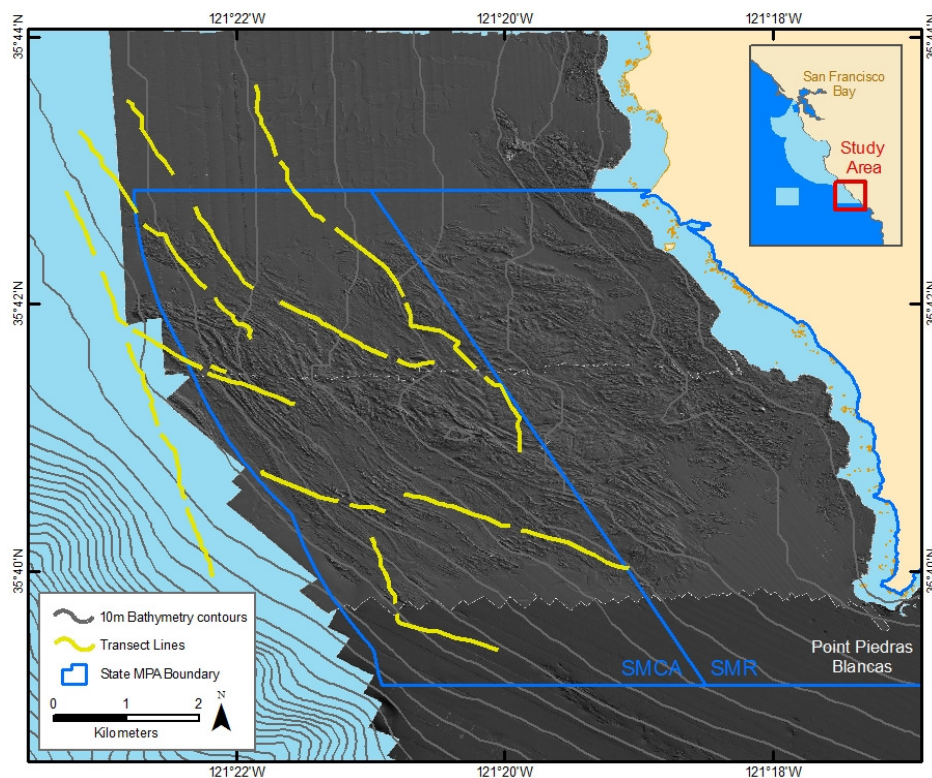 121°22'W
121°20'W
121°18'W
35°44'N
35°44'N
San Francisco
Bay
Study
Area
35°42'N
35°42'N
35°40'N
35°40'N
10m Bathymetry contours
Transect Lines
State MPA Boundary
0 1 2
Kilometers
N
SMCA
SMR
Point Piedras
Blancas
121°22'W
121°20'W
121°18'W